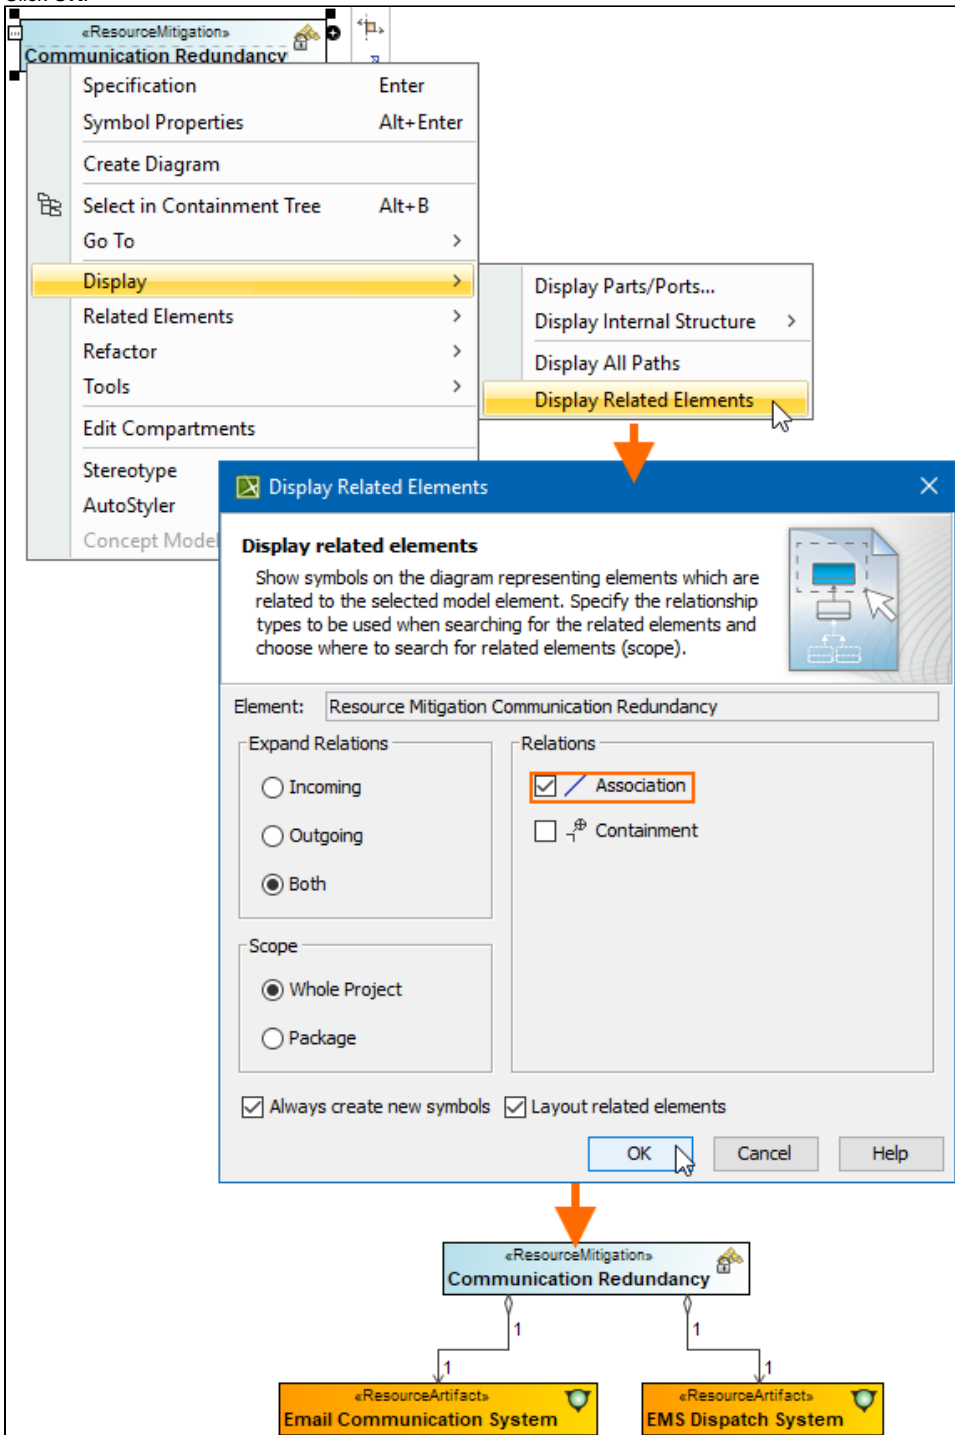 Click OK.
«ResourceMitigation»
Communication Redundancy
Specification Enter
Symbol Properties Alt+Enter
Create Diagram
Select in Containment Tree Alt+B
Go To >
Display >
Related Elements >
Refactor >
Tools >
Edit Compartments
Stereotype
AutoStyler
Concept Model
Display Parts/Ports...
Display Internal Structure >
Display All Paths
Display Related Elements
Display Related Elements
Display related elements
Show symbols on the diagram representing elements which are
related to the selected model element. Specify the relationship
types to be used when searching for the related elements and
choose where to search for related elements (scope).
Element: Resource Mitigation Communication Redundancy
Expand Relations
Incoming
Outgoing
Both
Relations
Association
Containment
Scope
Whole Project
Package
Always create new symbols Layout related elements
OK Cancel Help
«ResourceMitigation»
Communication Redundancy
1 1
1 1
«ResourceArtifact»
Email Communication System
«ResourceArtifact»
EMS Dispatch System